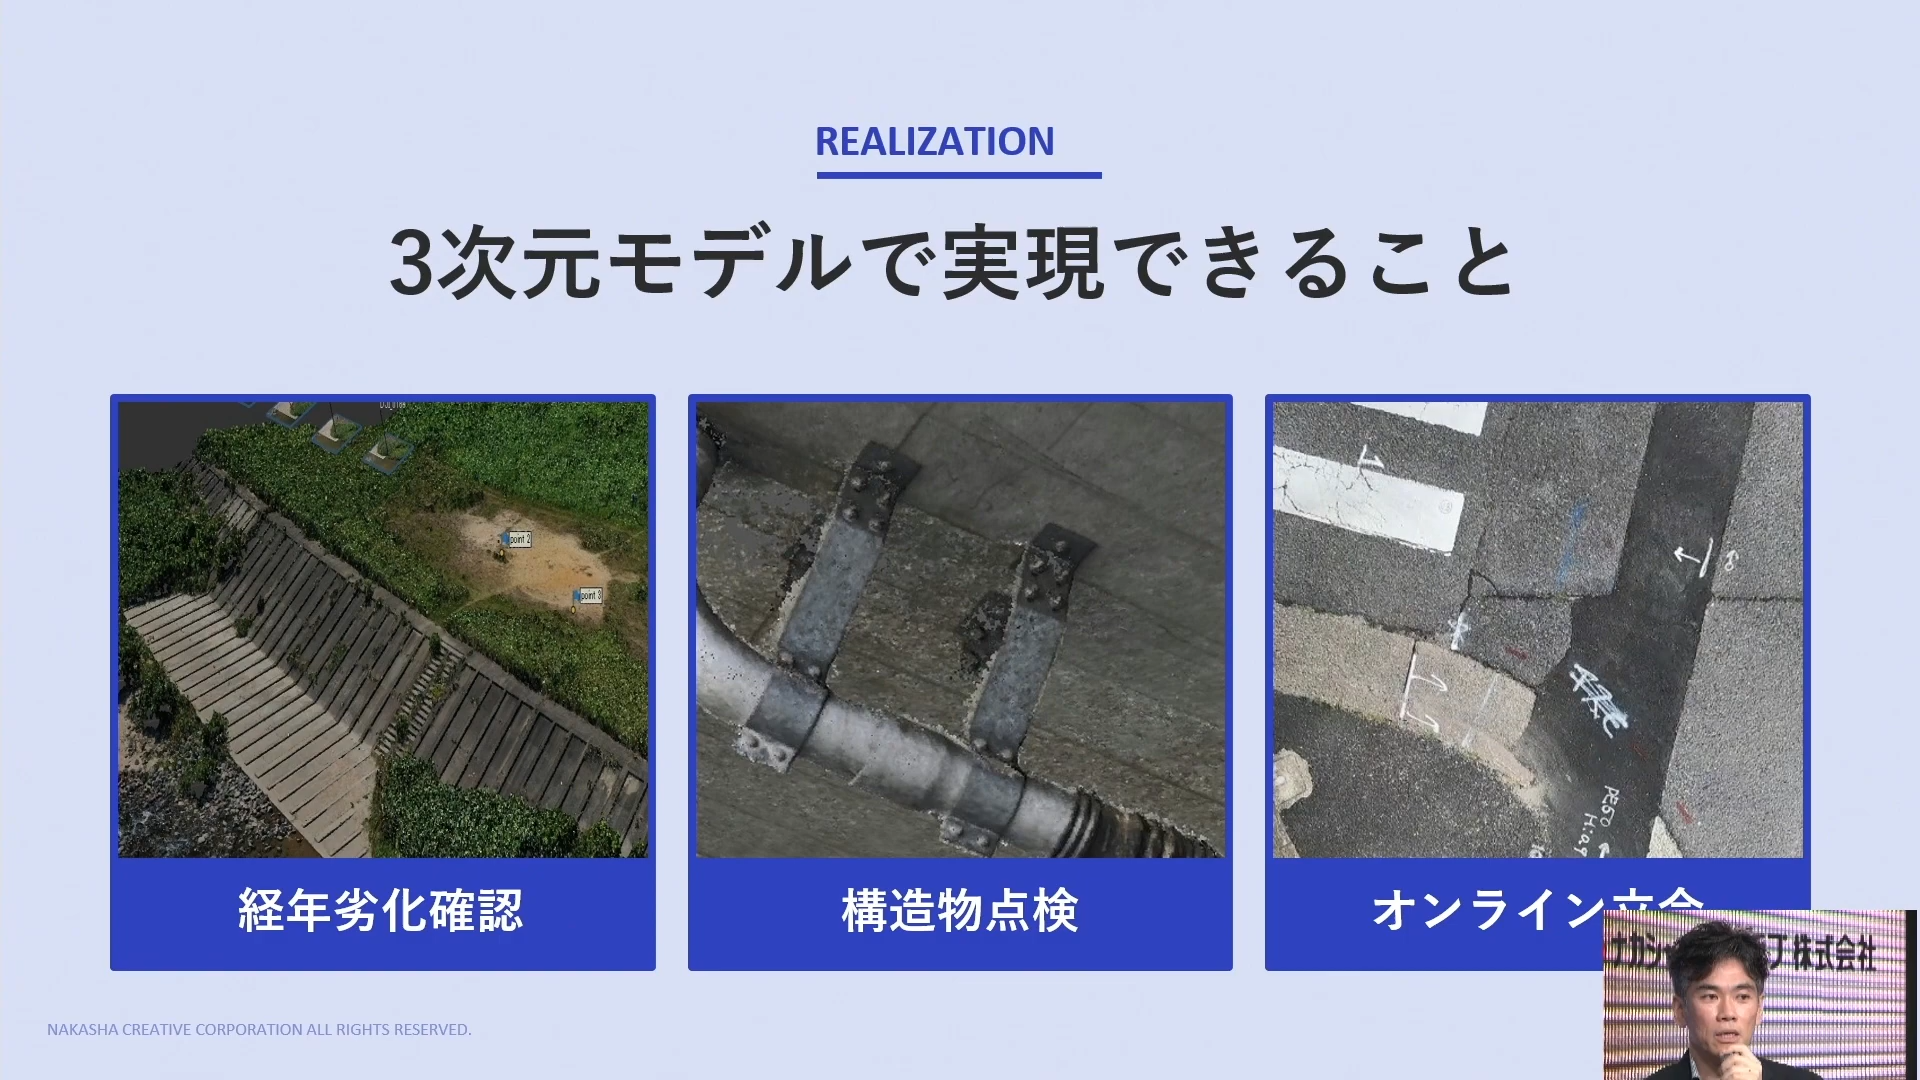 REALIZATION
3次元モデルで実現できること
point 2
point 3
経年劣化確認
構造物点検
オンライン立会
株式会社
NAKASHA CREATIVE CORPORATION ALL RIGHTS RESERVED.